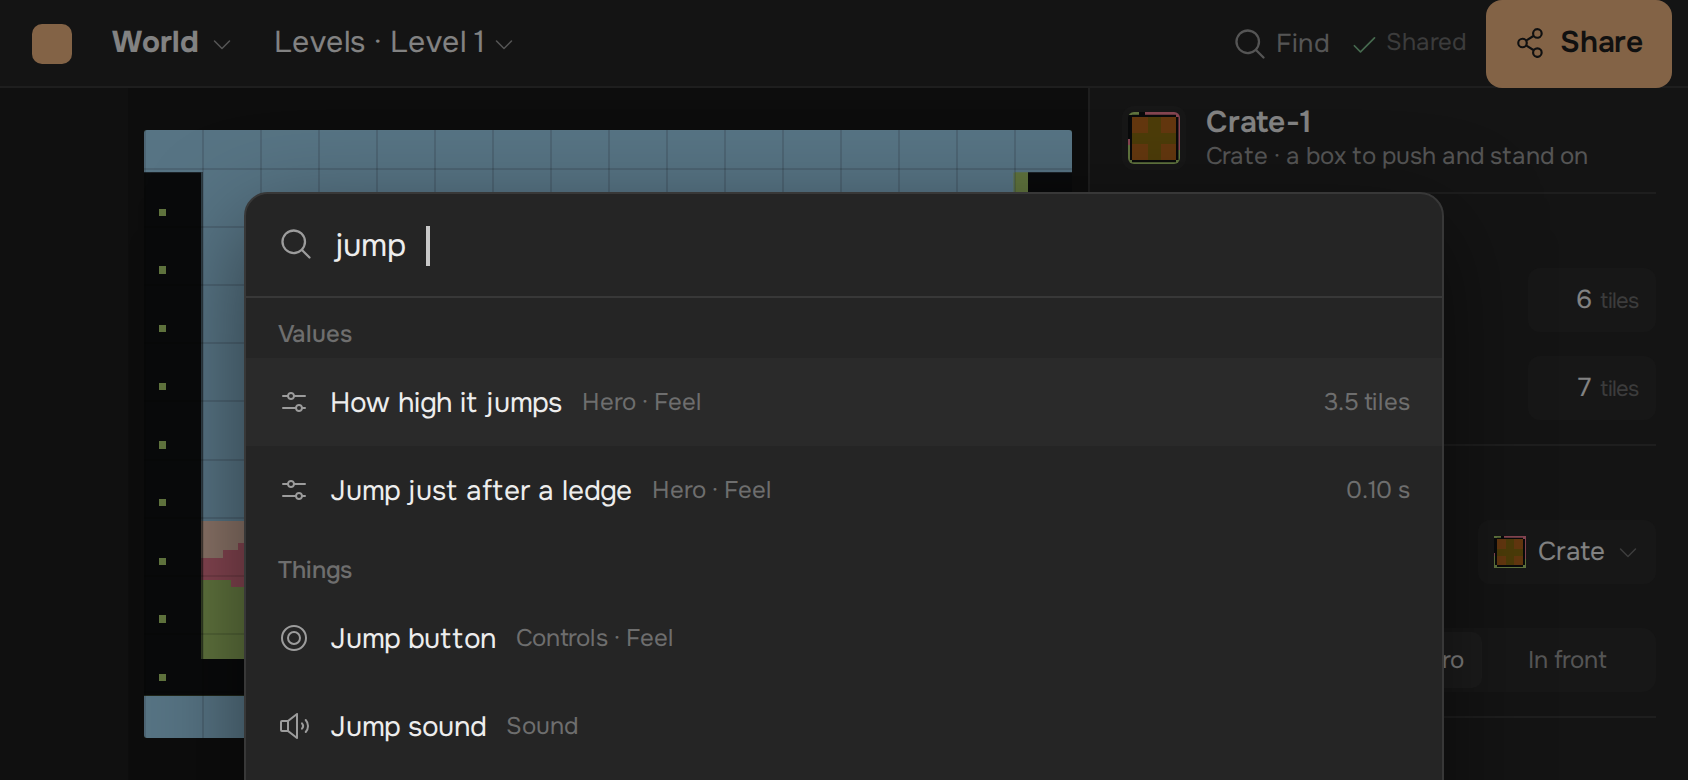 World
Levels · Level 1
Find
Shared
Share
Crate-1
Crate · a box to push and stand on
jump
6 tiles
7 tiles
Values
How high it jumps Hero · Feel 3.5 tiles
Jump just after a ledge Hero · Feel 0.10 s
Crate
Things
Jump button Controls · Feel
In front
Jump sound Sound